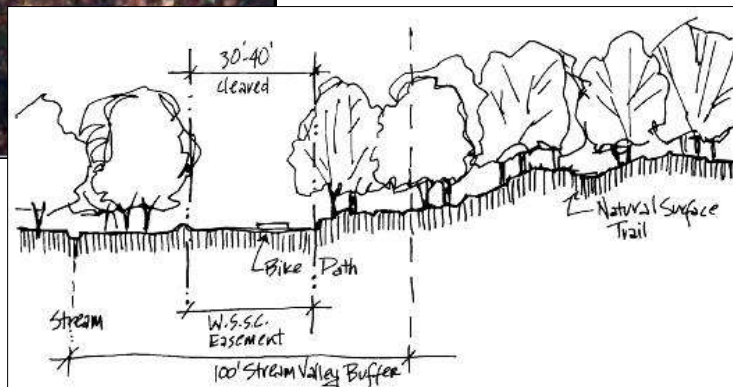 30'-40'
cleared
Natural Surface
Trail
Bike Path
Stream
W.S.S.C.
Easement
100' Stream Valley Buffer